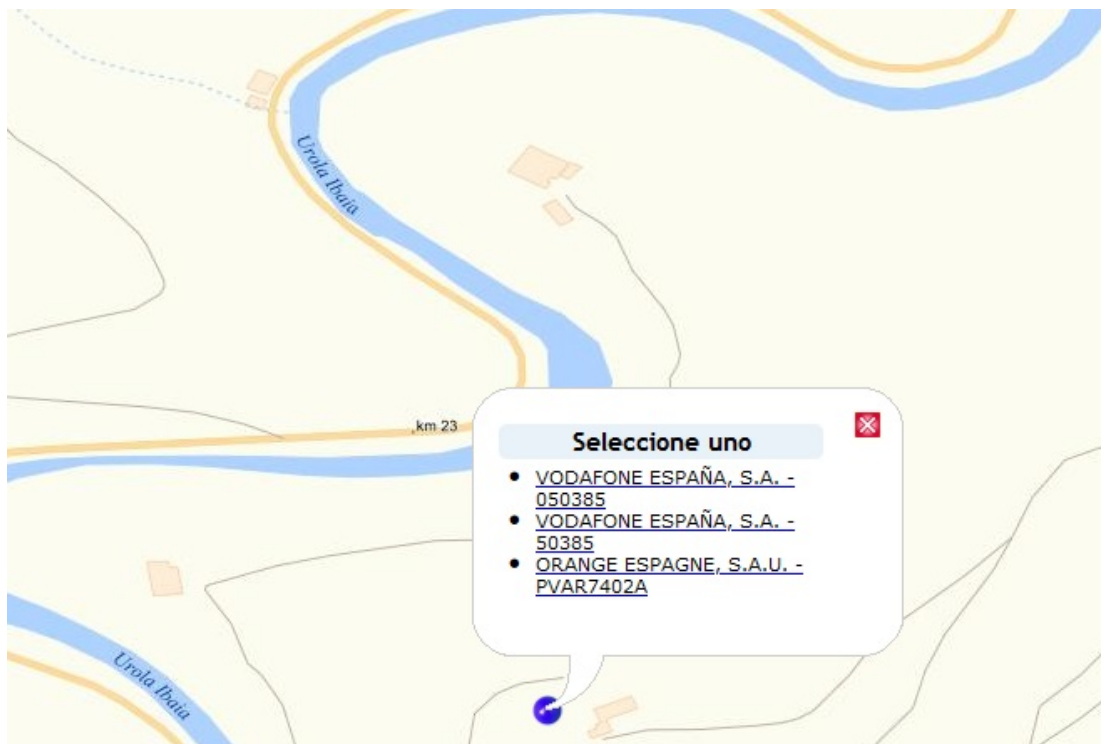 Urola Ibaia
km 23
Seleccione uno
VODAFONE ESPAÑA, S.A. -
050385
VODAFONE ESPAÑA, S.A. -
50385
ORANGE ESPAGNE, S.A.U. -
PVAR7402A
Urola Ibaia